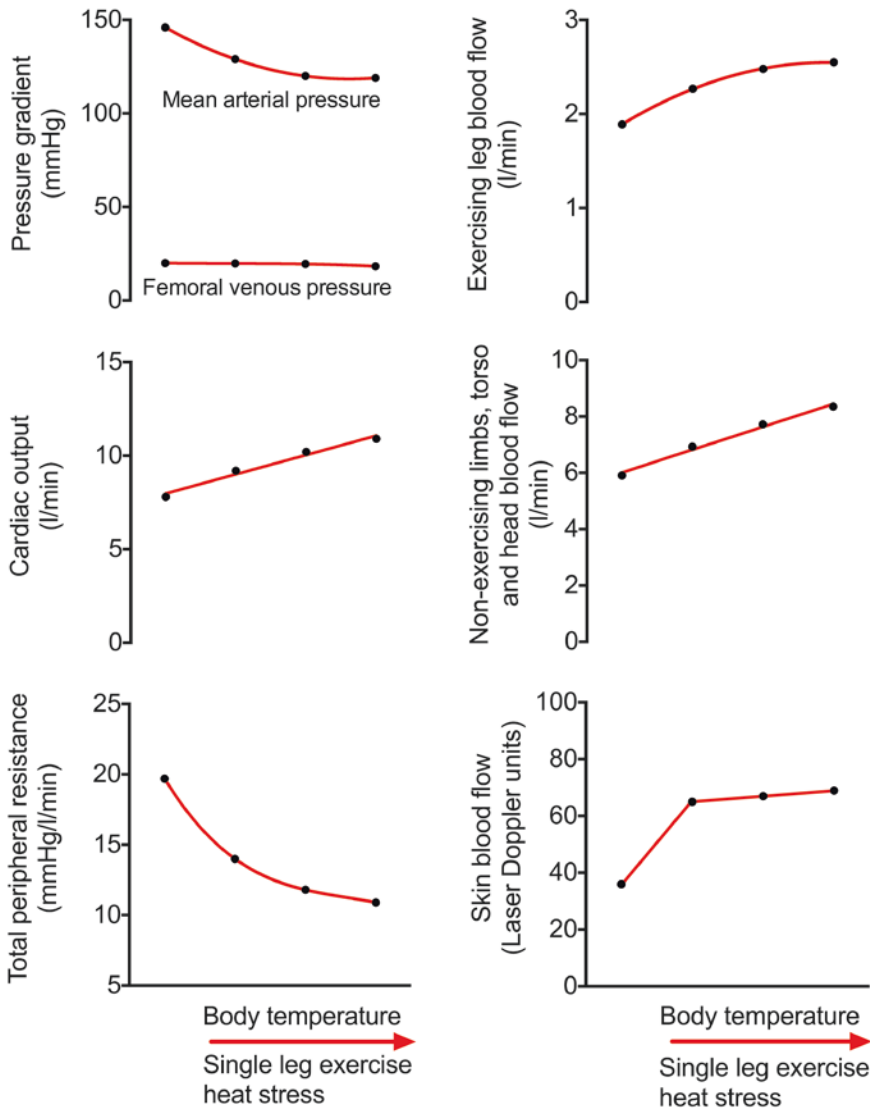 Pressure gradient
(mmHg)
150
100
50
0
Mean arterial pressure
Femoral venous pressure
Exercising leg blood flow
(l/min)
3
2
1
0
Cardiac output
(l/min)
15
10
5
0
Non-exercising limbs, torso
and head blood flow
(l/min)
10
8
6
4
2
0
Total peripheral resistance
(mmHg/l/min)
25
20
15
10
5
Skin blood flow
(Laser Doppler units)
100
80
60
40
20
0
Body temperature
Single leg exercise
heat stress
Body temperature
Single leg exercise
heat stress